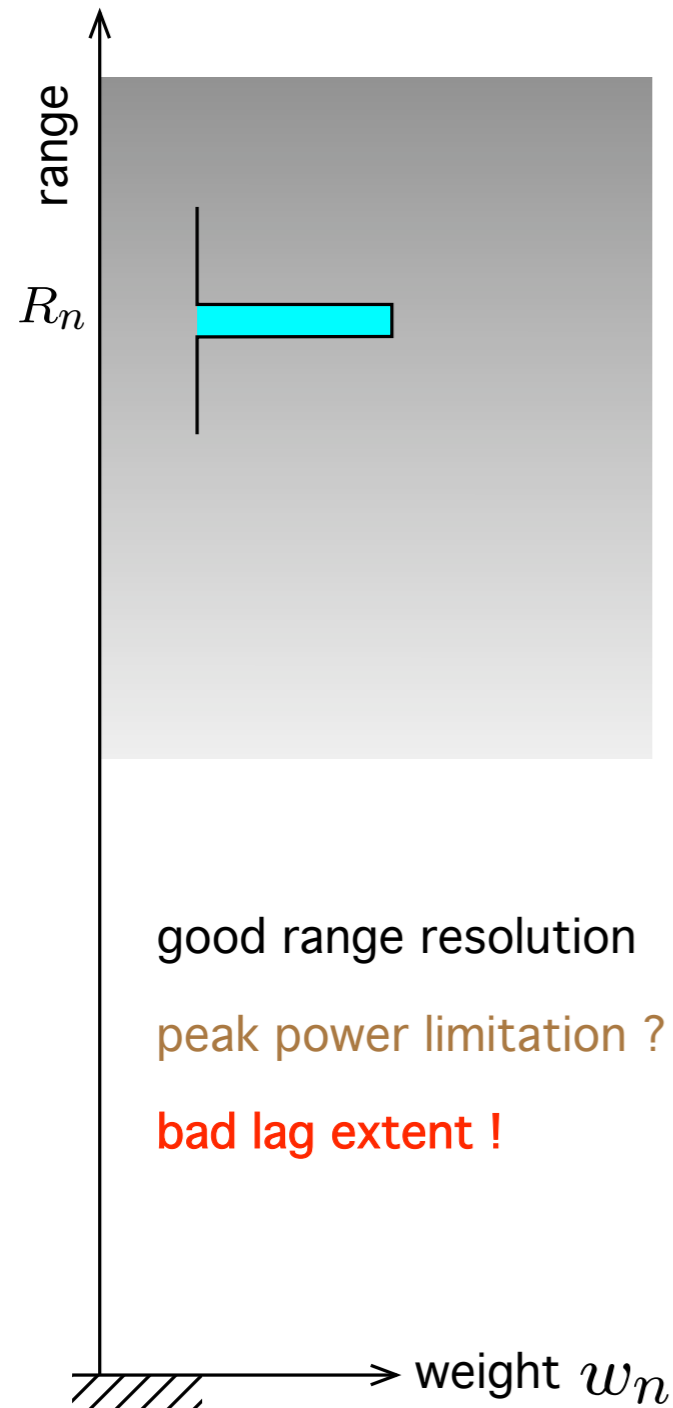 range
R_n
good range resolution
peak power limitation ?
bad lag extent !
weight w_n